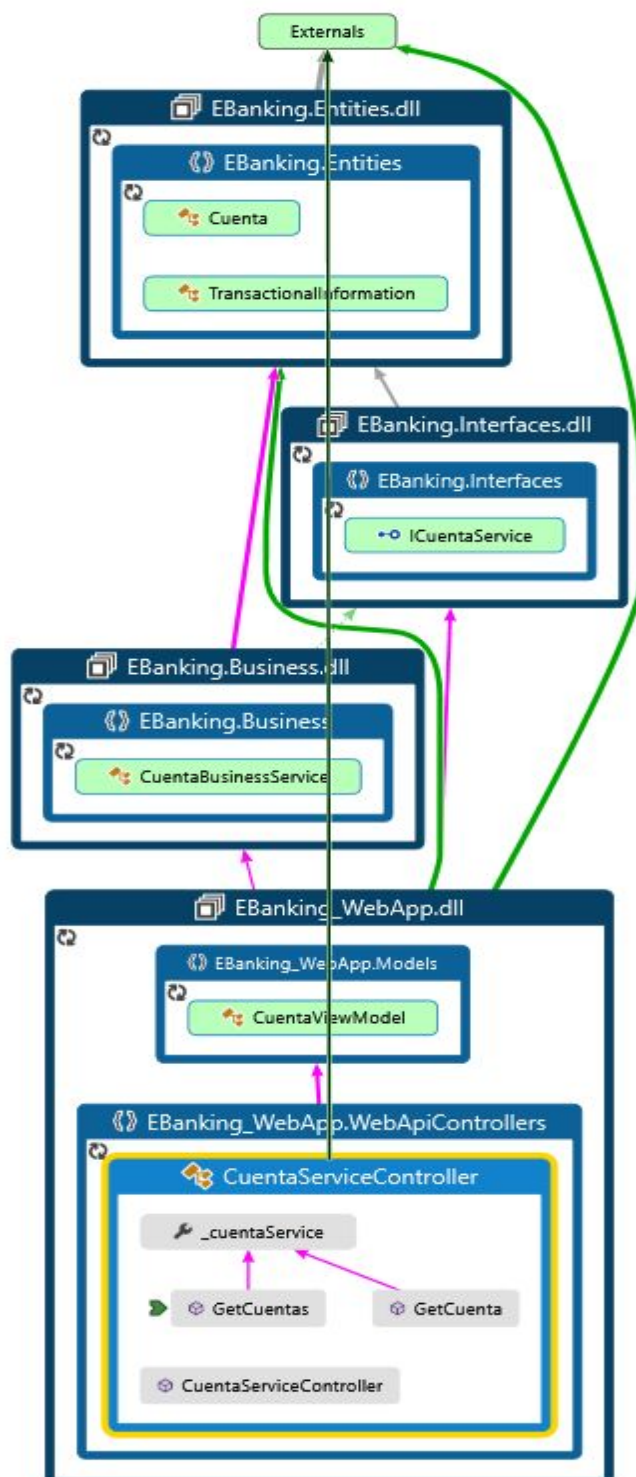 Externals
EBanking.Entities.dll
EBanking.Entities
Cuenta
TransactionalInformation
EBanking.Interfaces.dll
EBanking.Interfaces
ICuentaService
EBanking.Business.dll
EBanking.Business
CuentaBusinessService
EBanking_WebApp.dll
EBanking_WebApp.Models
CuentaViewModel
EBanking_WebApp.WebApiControllers
CuentaServiceController
_cuentaService
GetCuentas
GetCuenta
CuentaServiceController